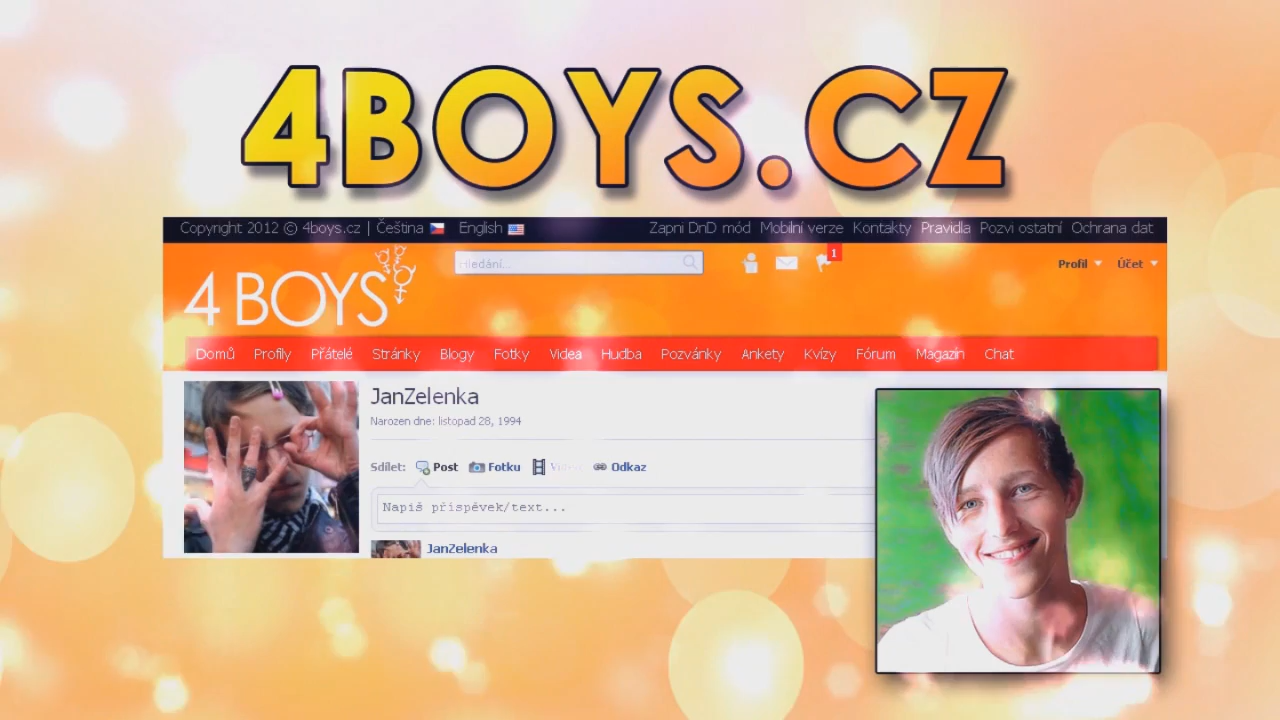 4BOYS.CZ
Copyright 2012 © 4boys.cz | Čeština English Zapni DnD mód Mobilní verze Kontakty Pravidla Pozvi ostatní Ochrana dat
4 BOYS Hledání... 1 Profil Účet
Domů Profily Přátelé Stránky Blogy Fotky Videa Hudba Pozvánky Ankety Kvízy Fórum Magazín Chat
JanZelenka
Narozen dne: listopad 28, 1994
Sdílet: Post Fotku Video Odkaz
Napiš příspěvek/text...
JanZelenka